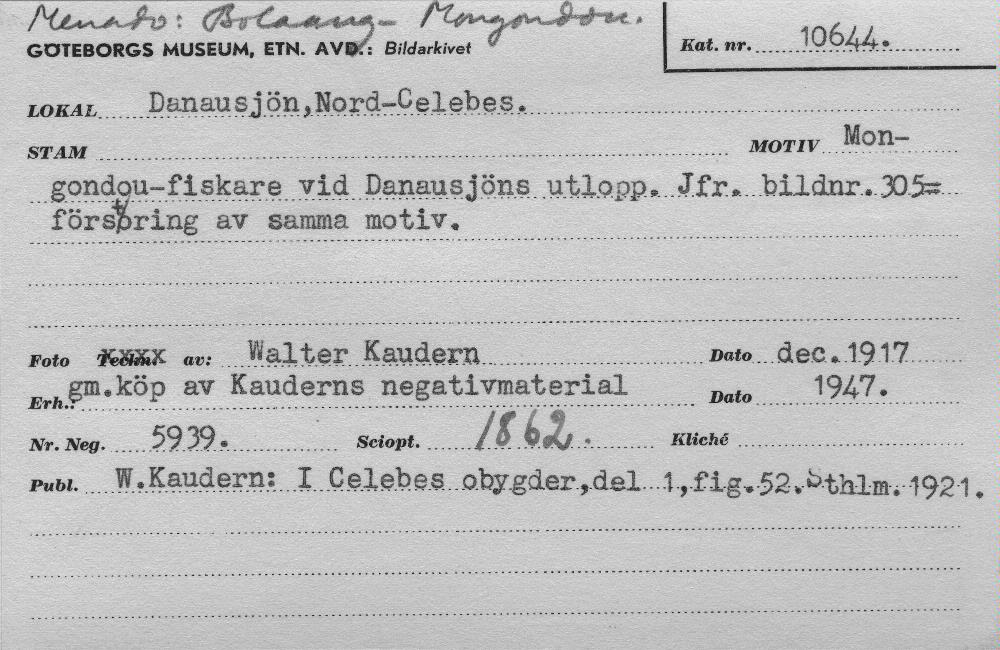 Menado: Bolaang-Mongondou.
GÖTEBORGS MUSEUM, ETN. AVD.: Bildarkivet
Kat. nr. 10644.
LOKAL Danausjön,Nord-Celebes.
STAM
MOTIV Mon-
gondou-fiskare vid Danausjöns utlopp. Jfr. bildnr.305=
förstoring av samma motiv.
Foto Teckn. av: Walter Kaudern Dato dec.1917
Erh.: gm.köp av Kauderns negativmaterial Dato 1947.
Nr. Neg. 5939. Sciopt. 1862. Kliché
Publ. W.Kaudern: I Celebes obygder,del 1,fig.52.Sthlm.1921.